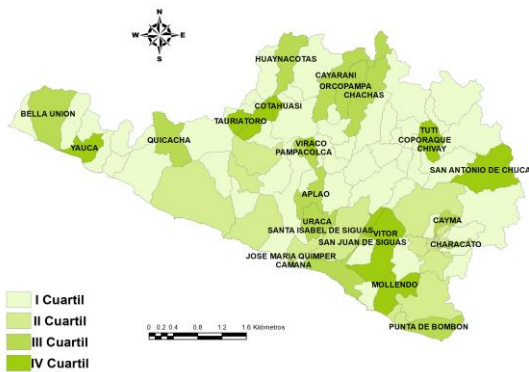 N
W E
S
HUAYNACOTAS
CAYARANI
ORCOPAMPA
CHACHAS
BELLA UNION
COTAHUASI
TAURIATORO
YAUCA
QUICACHA
VIRACO
PAMPACOLCA
TUTI
COPORAQUE
CHIVAY
SAN ANTONIO DE CHUCA
APLAO
URACA
SANTA ISABEL DE SIGUAS
VITOR
SAN JUAN DE SIGUAS
CAYMA
CHARACATO
JOSE MARIA QUIMPER
CAMANA
MOLLENDO
PUNTA DE BOMBON
I Cuartil
II Cuartil
III Cuartil
IV Cuartil
0 0.2 0.4 0.8 1.2 1.6 Kilómetros